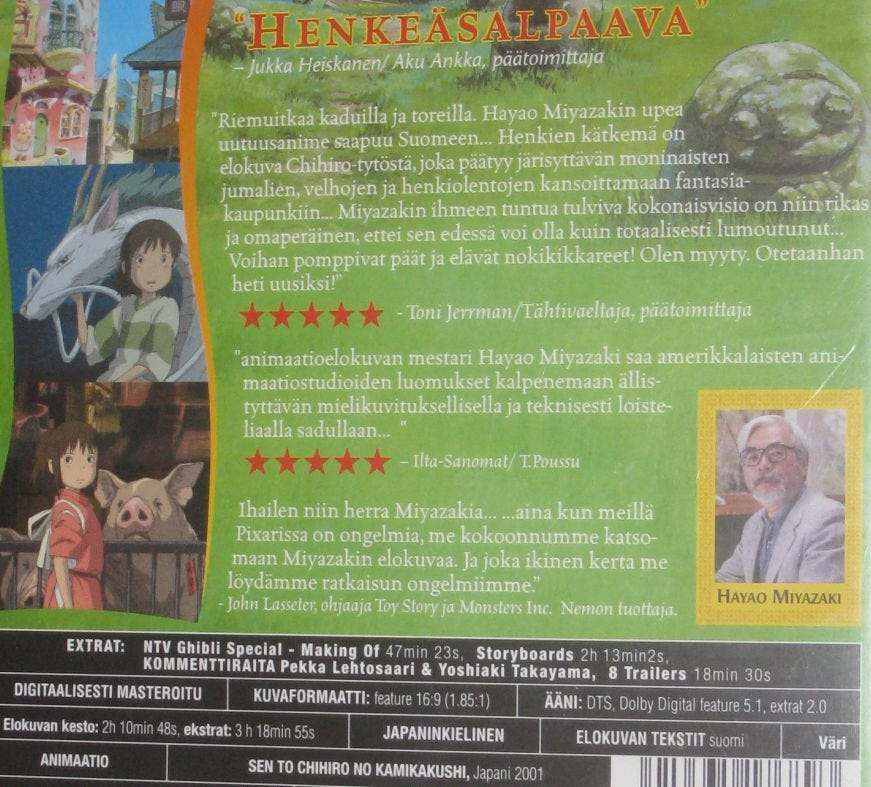 "HENKEÄSALPAAVA"
– Jukka Heiskanen/ Aku Ankka, päätoimittaja
"Riemuitkaa kaduilla ja toreilla. Hayao Miyazakin upea
uutuusanime saapuu Suomeen... Henkien kätkemä on
elokuva Chihiro-tytöstä, joka päätyy järisyttävän moninaisten
jumalien, velhojen ja henkiolentojen kansoittamaan fantasia-
kaupunkiin... Miyazakin ihmeen tuntua tulviva kokonaisvisio on niin rikas
ja omaperäinen, ettei sen edessä voi olla kuin totaalisesti lumoutunut...
Voihan pomppivat päät ja elävät nokikikkareet! Olen myyty. Otetaanhan
heti uusiksi!"
- Toni Jerrman/Tähtivaeltaja, päätoimittaja
"animaatioelokuvan mestari Hayao Miyazaki saa amerikkalaisten ani-
maatiostudioiden luomukset kalpenemaan ällis-
tyttävän mielikuvituksellisella ja teknisesti loiste-
liaalla sadullaan... "
– Ilta-Sanomat/ T.Poussu
Ihailen niin herra Miyazakia... ...aina kun meillä
Pixarissa on ongelmia, me kokoonnumme katso-
maan Miyazakin elokuvaa. Ja joka ikinen kerta me
löydämme ratkaisun ongelmiimme."
- John Lasseter, ohjaaja Toy Story ja Monsters Inc. Nemon tuottaja.
HAYAO MIYAZAKI
EXTRAT: NTV Ghibli Special - Making Of 47min 23s, Storyboards 2h 13min2s,
KOMMENTTIRAITA Pekka Lehtosaari & Yoshiaki Takayama, 8 Trailers 18min 30s
DIGITAALISESTI MASTEROITU KUVAFORMAATTI: feature 16:9 (1.85:1) ÄÄNI: DTS, Dolby Digital feature 5.1, extrat 2.0
Elokuvan kesto: 2h 10min 48s, ekstrat: 3 h 18min 55s JAPANINKIELINEN ELOKUVAN TEKSTIT suomi Väri
ANIMAATIO SEN TO CHIHIRO NO KAMIKAKUSHI, Japani 2001